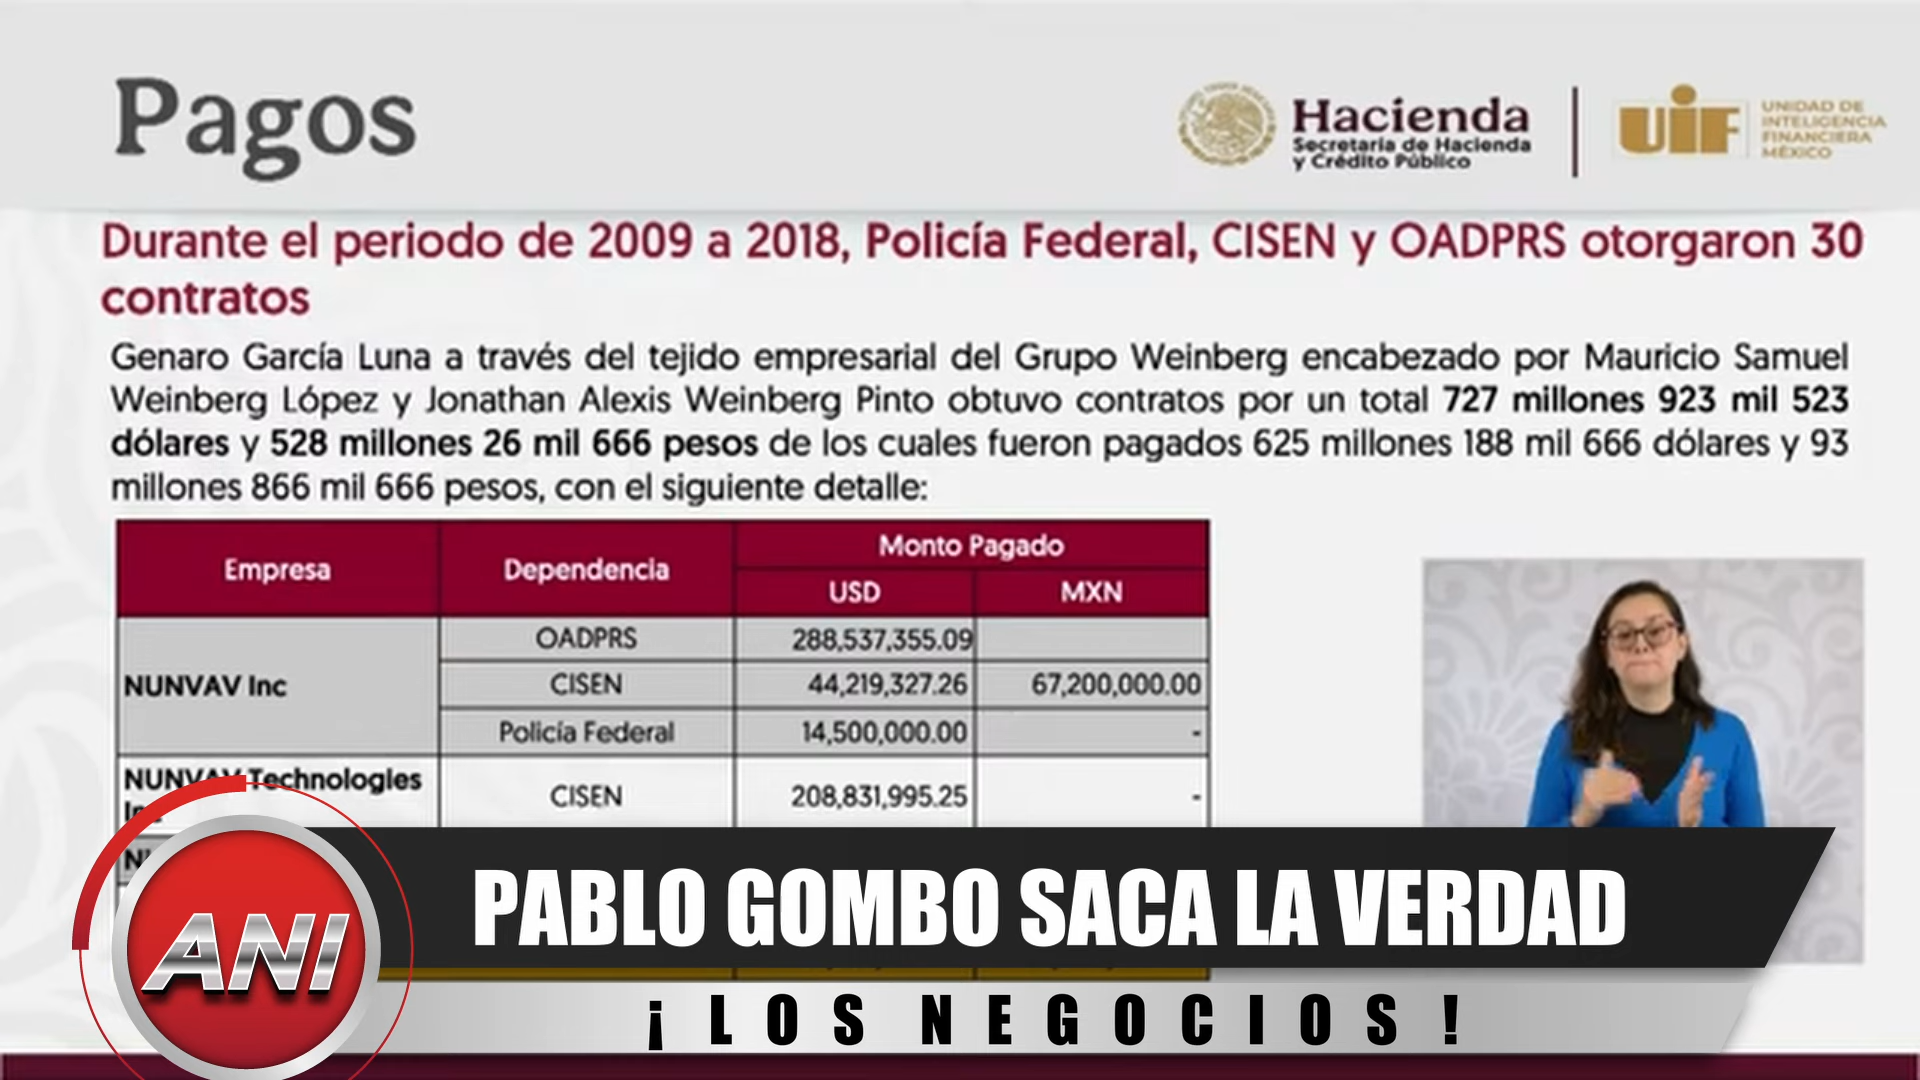 Pagos
Hacienda
Secretaría de Hacienda
y Crédito Público
UIF
UNIDAD DE
INTELIGENCIA
FINANCIERA
MÉXICO
Durante el periodo de 2009 a 2018, Policía Federal, CISEN y OADPRS otorgaron 30
contratos
Genaro García Luna a través del tejido empresarial del Grupo Weinberg encabezado por Mauricio Samuel
Weinberg López y Jonathan Alexis Weinberg Pinto obtuvo contratos por un total 727 millones 923 mil 523
dólares y 528 millones 26 mil 666 pesos de los cuales fueron pagados 625 millones 188 mil 666 dólares y 93
millones 866 mil 666 pesos, con el siguiente detalle:
Empresa Dependencia Monto Pagado
USD MXN
OADPRS 288,537,355.09
NUNVAV Inc CISEN 44,219,327.26 67,200,000.00
Policía Federal 14,500,000.00 -
NUNVAV Technologies
CISEN 208,831,995.25 -
ANI
PABLO GOMBO SACA LA VERDAD
¡LOS NEGOCIOS!